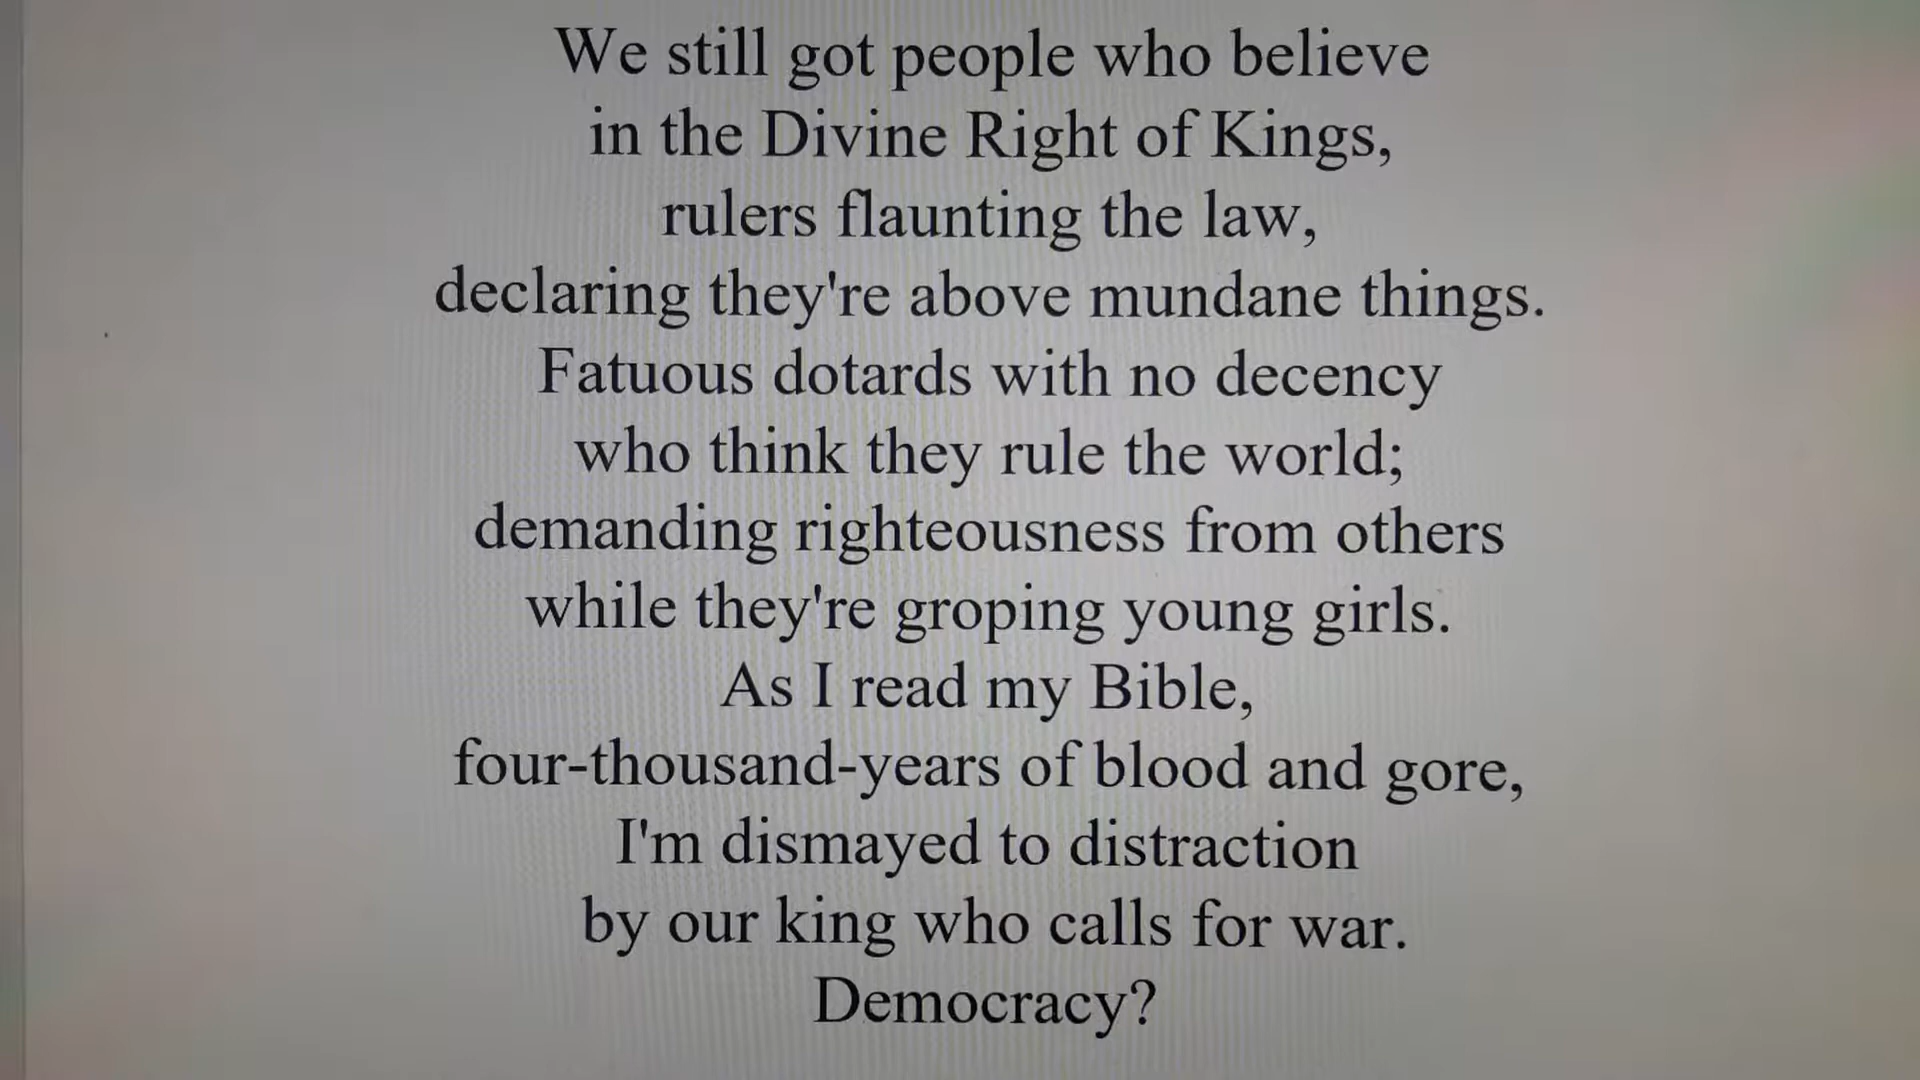 We still got people who believe
in the Divine Right of Kings,
rulers flaunting the law,
declaring they're above mundane things.
Fatuous dotards with no decency
who think they rule the world;
demanding righteousness from others
while they're groping young girls.
As I read my Bible,
four-thousand-years of blood and gore,
I'm dismayed to distraction
by our king who calls for war.
Democracy?